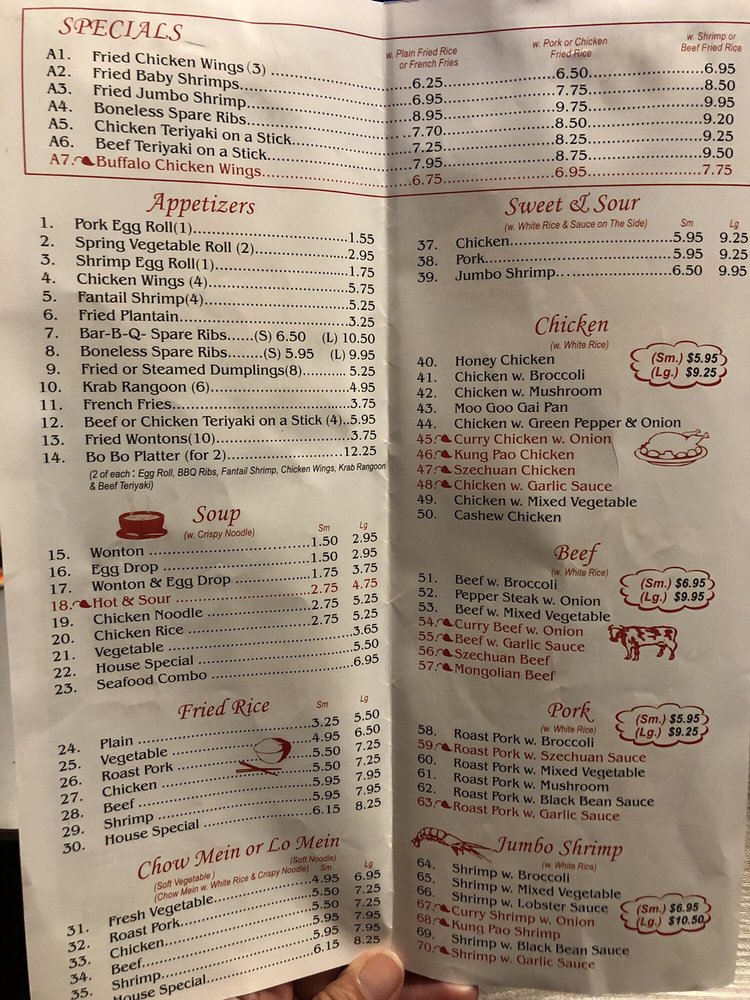 SPECIALS
w. Plain Fried Rice or French Fries
w. Pork or Chicken Fried Rice
w. Shrimp or Beef Fried Rice
A1. Fried Chicken Wings (3) ...6.25...6.50...6.95
A2. Fried Baby Shrimps...6.95...7.75...8.50
A3. Fried Jumbo Shrimp...8.95...9.75...9.95
A4. Boneless Spare Ribs...7.70...8.50...9.20
A5. Chicken Teriyaki on a Stick...7.25...8.25...9.25
A6. Beef Teriyaki on a Stick...7.95...8.75...9.50
A7. Buffalo Chicken Wings...6.75...6.95...7.75
Appetizers
1. Pork Egg Roll(1)...1.55
2. Spring Vegetable Roll (2)...2.95
3. Shrimp Egg Roll(1)...1.75
4. Chicken Wings (4)...5.75
5. Fantail Shrimp(4)...5.25
6. Fried Plantain...3.25
7. Bar-B-Q- Spare Ribs......(S) 6.50 (L) 10.50
8. Boneless Spare Ribs........(S) 5.95 (L) 9.95
9. Fried or Steamed Dumplings(8)... 5.25
10. Krab Rangoon (6)...4.95
11. French Fries...3.75
12. Beef or Chicken Teriyaki on a Stick (4)..5.95
13. Fried Wontons(10)...3.75
14. Bo Bo Platter (for 2)...12.25
(2 of each : Egg Roll, BBQ Ribs, Fantail Shrimp, Chicken Wings, Krab Rangoon
& Beef Teriyaki)
Soup
(w. Crispy Noodle)
Sm Lg
15. Wonton ...1.50 2.95
16. Egg Drop ...1.50 2.95
17. Wonton & Egg Drop ...1.75 3.75
18. Hot & Sour ...2.75 4.75
19. Chicken Noodle ...2.75 5.25
20. Chicken Rice ...2.75 5.25
21. Vegetable ...3.65
22. House Special ...5.50
23. Seafood Combo ...6.95
Fried Rice
Sm Lg
24. Plain ...3.25 5.50
25. Vegetable ...4.95 6.50
26. Roast Pork ...5.50 7.25
27. Chicken ...5.50 7.25
28. Beef ...5.95 7.95
29. Shrimp ...5.95 7.95
30. House Special ...6.15 8.25
Chow Mein or Lo Mein
(Soft Vegetable ) (Soft Noodle)
(Chow Mein w. White Rice & Crispy Noodle) Sm Lg
31. Fresh Vegetable...4.95 6.95
32. Roast Pork...5.50 7.25
33. Chicken...5.50 7.25
34. Beef...5.95 7.95
35. Shrimp...5.95 7.95
House Special...6.15 8.25
Sweet & Sour
(w. White Rice & Sauce on The Side) Sm Lg
37. Chicken...5.95 9.25
38. Pork...5.95 9.25
39. Jumbo Shrimp...6.50 9.95
Chicken
(w. White Rice)
(Sm.) $5.95
(Lg.) $9.25
40. Honey Chicken
41. Chicken w. Broccoli
42. Chicken w. Mushroom
43. Moo Goo Gai Pan
44. Chicken w. Green Pepper & Onion
45. Curry Chicken w. Onion
46. Kung Pao Chicken
47. Szechuan Chicken
48. Chicken w. Garlic Sauce
49. Chicken w. Mixed Vegetable
50. Cashew Chicken
Beef
(w. White Rice)
(Sm.) $6.95
(Lg.) $9.95
51. Beef w. Broccoli
52. Pepper Steak w. Onion
53. Beef w. Mixed Vegetable
54. Curry Beef w. Onion
55. Beef w. Garlic Sauce
56. Szechuan Beef
57. Mongolian Beef
Pork
(w. White Rice)
(Sm.) $5.95
(Lg.) $9.25
58. Roast Pork w. Broccoli
59. Roast Pork w. Szechuan Sauce
60. Roast Pork w. Mixed Vegetable
61. Roast Pork w. Mushroom
62. Roast Pork w. Black Bean Sauce
63. Roast Pork w. Garlic Sauce
Jumbo Shrimp
(w. White Rice)
64. Shrimp w. Broccoli
65. Shrimp w. Mixed Vegetable
66. Shrimp w. Lobster Sauce
67. Curry Shrimp w. Onion
68. Kung Pao Shrimp
69. Shrimp w. Black Bean Sauce
70. Shrimp w. Garlic Sauce
(Sm.) $6.95
(Lg.) $10.50